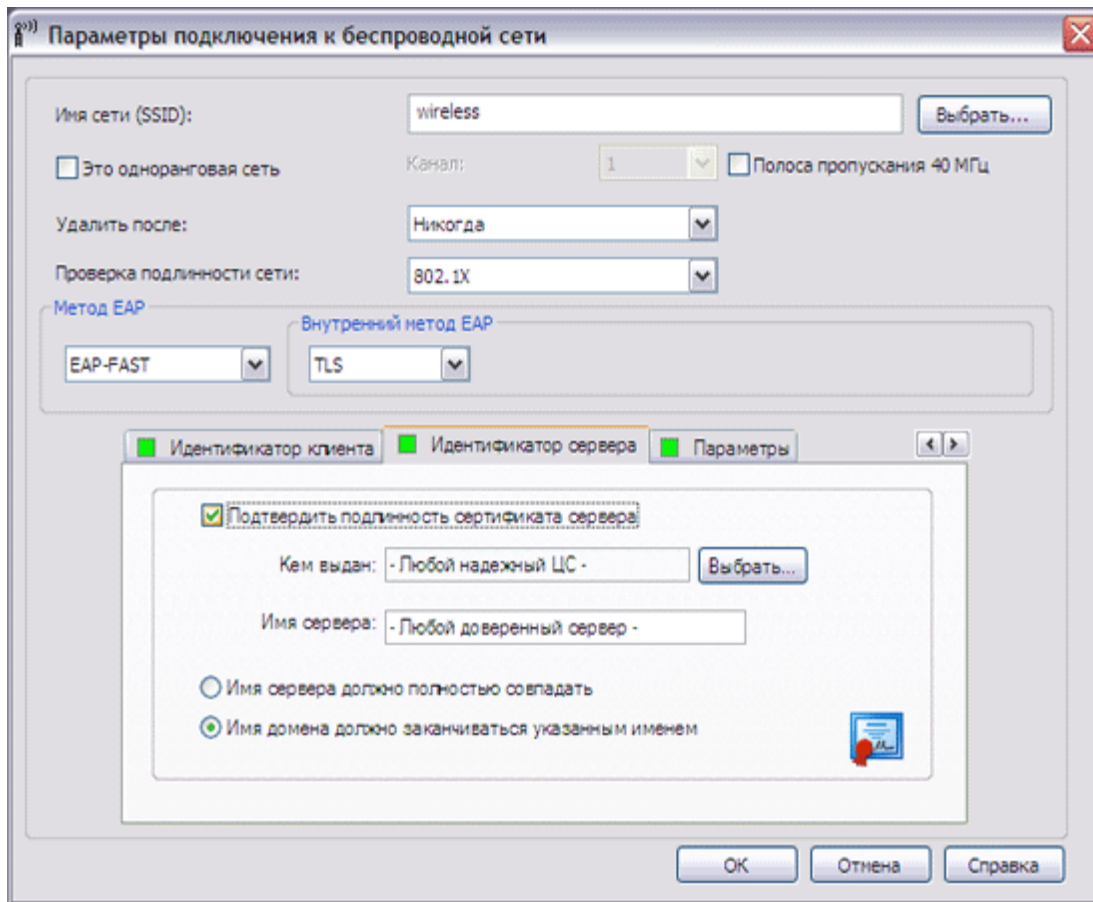 Параметры подключения к беспроводной сети
Имя сети (SSID): wireless Выбрать...
Это одноранговая сеть Канал: 1 Полоса пропускания 40 МГц
Удалить после: Никогда
Проверка подлинности сети: 802.1X
Метод EAP
Внутренний метод EAP
EAP-FAST TLS
Идентификатор клиента Идентификатор сервера Параметры
Подтвердить подлинность сертификата сервера
Кем выдан: - Любой надежный ЦС - Выбрать...
Имя сервера: - Любой доверенный сервер -
Имя сервера должно полностью совпадать
Имя домена должно заканчиваться указанным именем
OK Отмена Справка